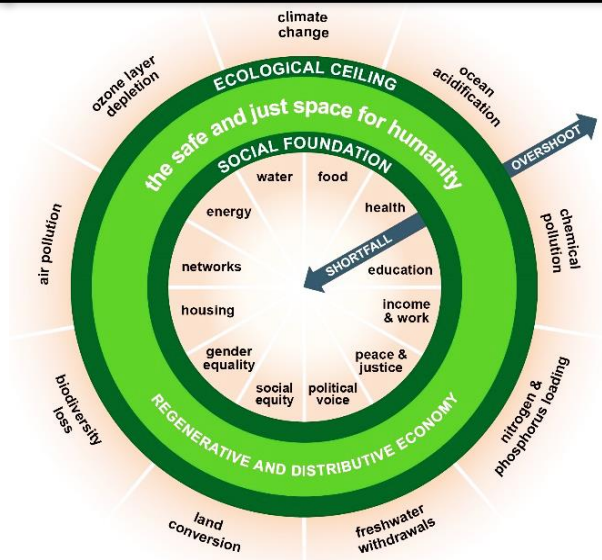 climate
change
ozone layer
depletion
ocean
acidification
ECOLOGICAL CEILING
the safe and just space for humanity
OVERSHOOT
SOCIAL FOUNDATION
water
food
energy
health
air pollution
chemical
pollution
SHORTFALL
networks
education
housing
income
& work
gender
equality
peace &
justice
social
equity
political
voice
biodiversity
loss
nitrogen &
phosphorus loading
REGENERATIVE AND DISTRIBUTIVE ECONOMY
land
conversion
freshwater
withdrawals